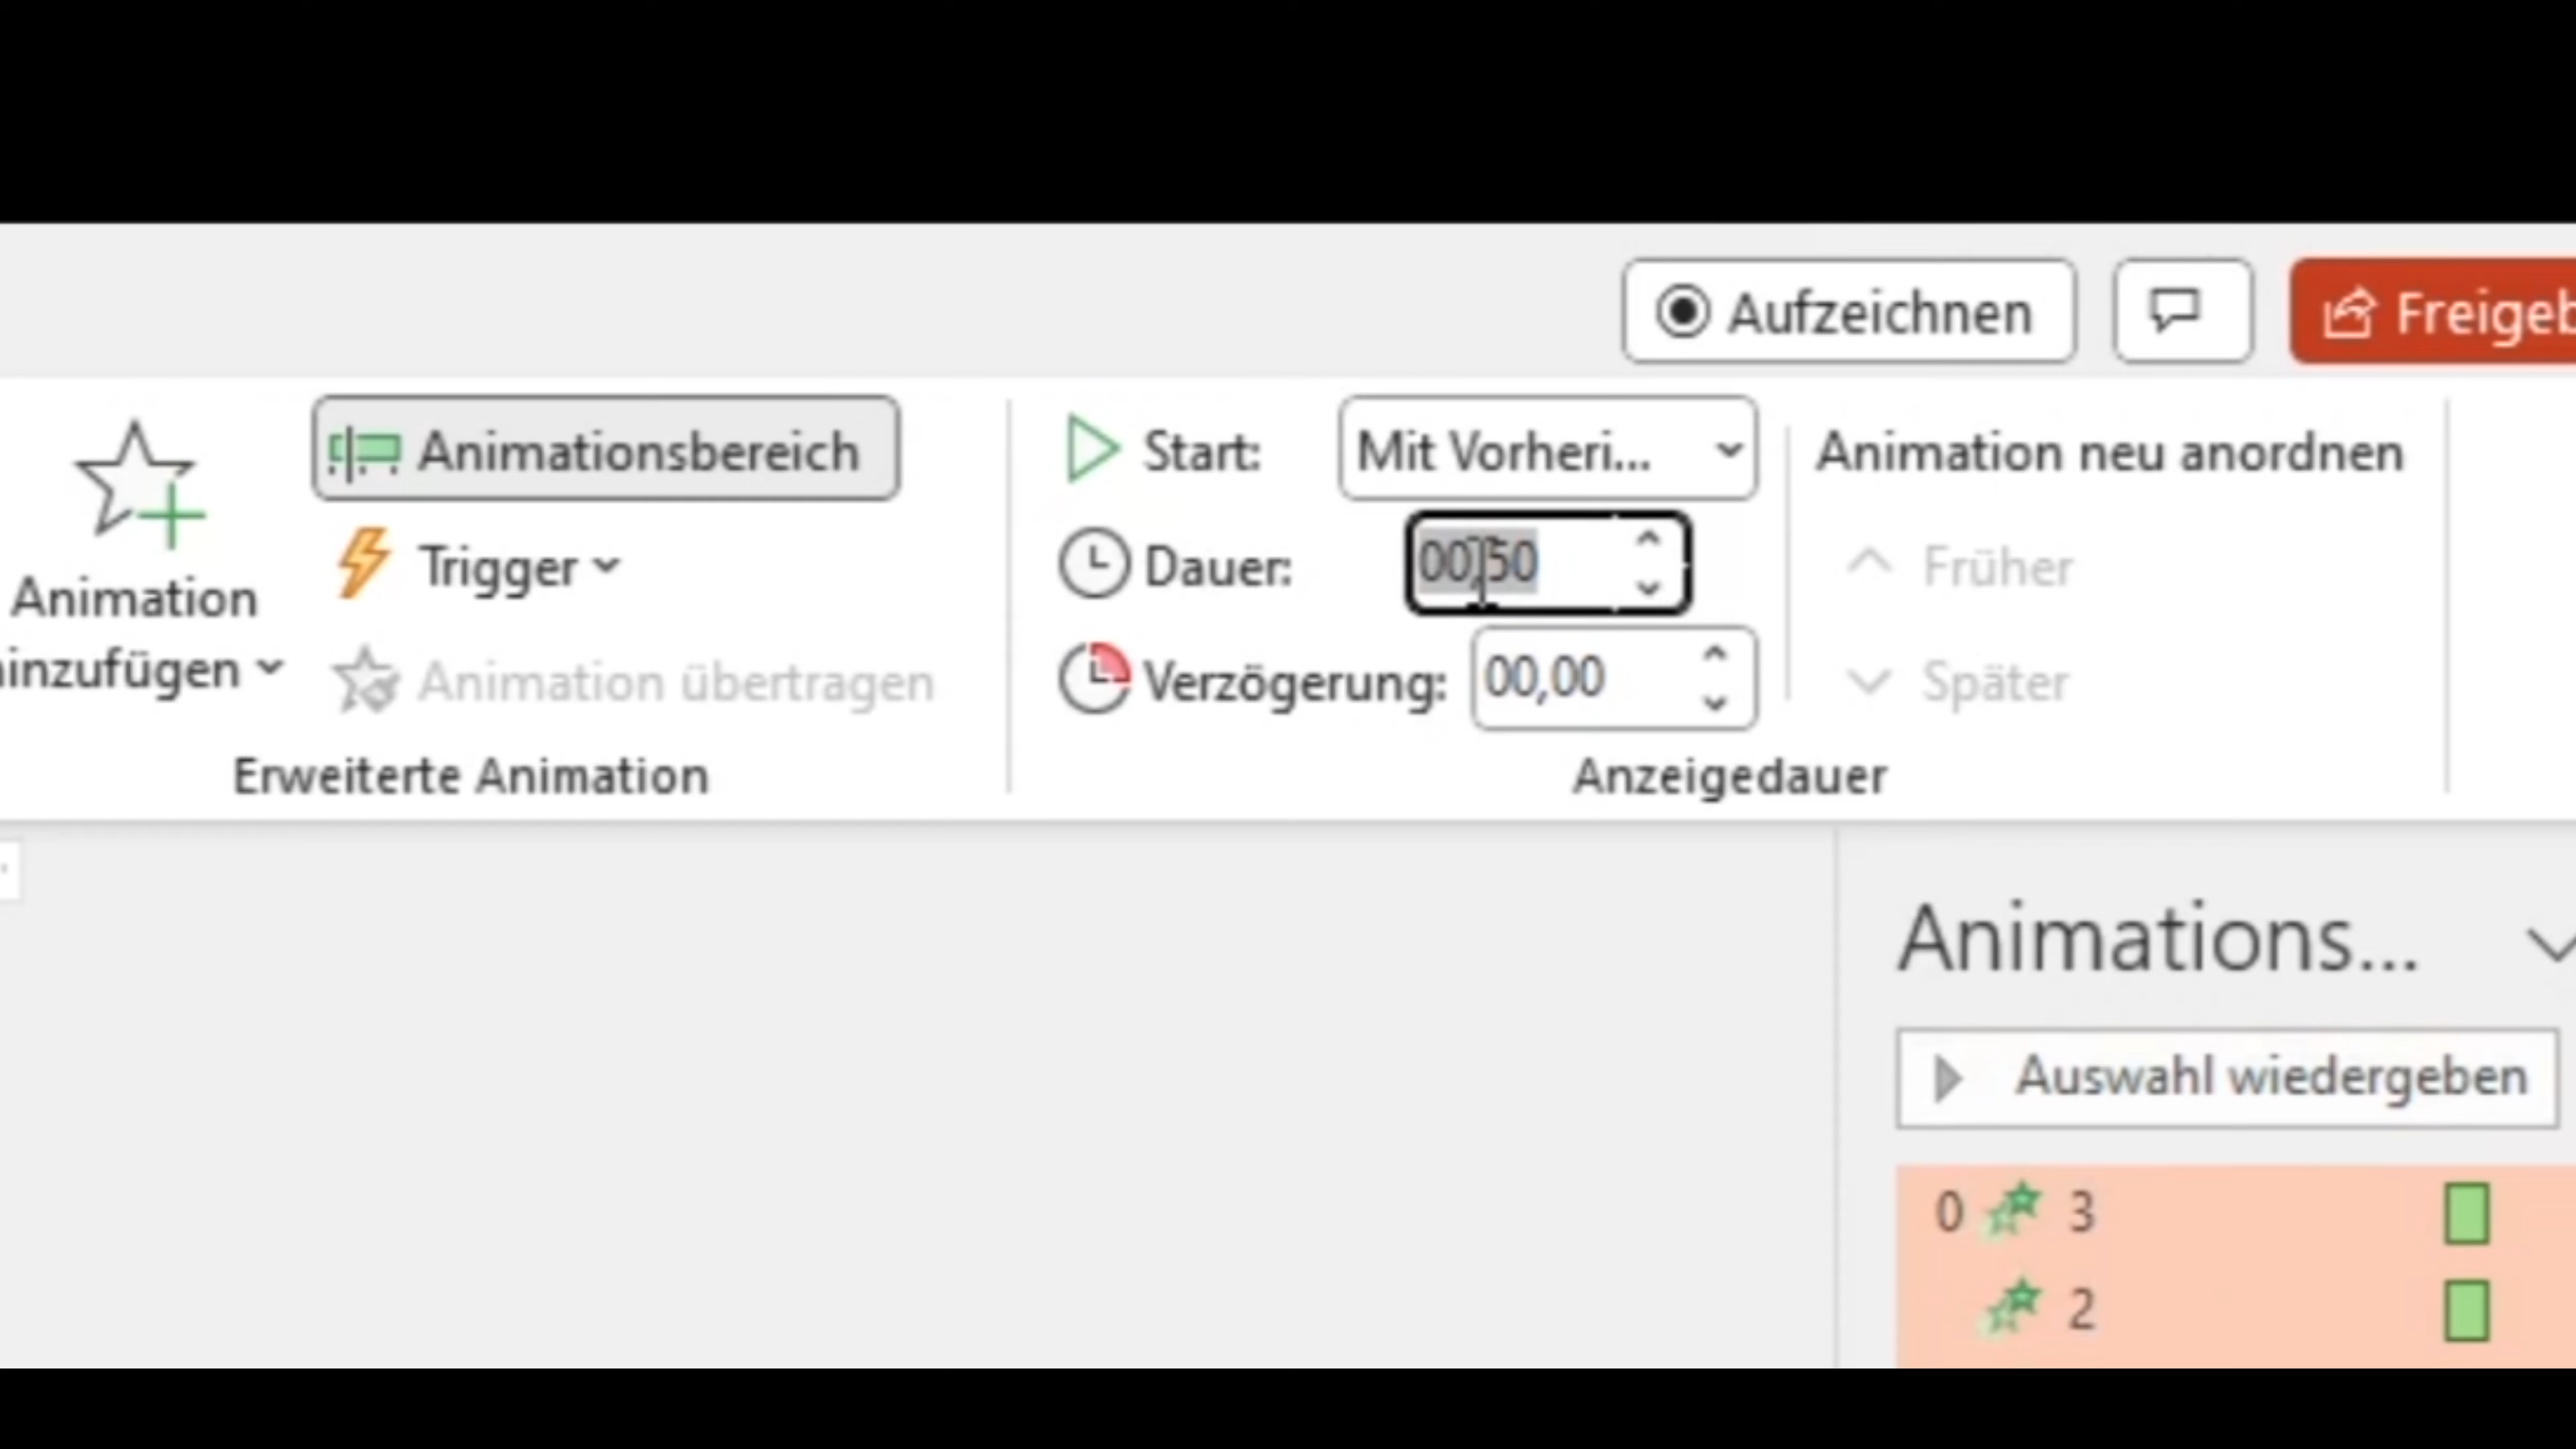 Aufzeichnen
Freigeb
Animationsbereich
Start: Mit Vorheri... Animation neu anordnen
Trigger
Dauer: 00,50
Früher
Animation
inzufügen
Animation übertragen
Verzögerung: 00,00
Später
Erweiterte Animation
Anzeigedauer
Animations...
Auswahl wiedergeben
0 3
2